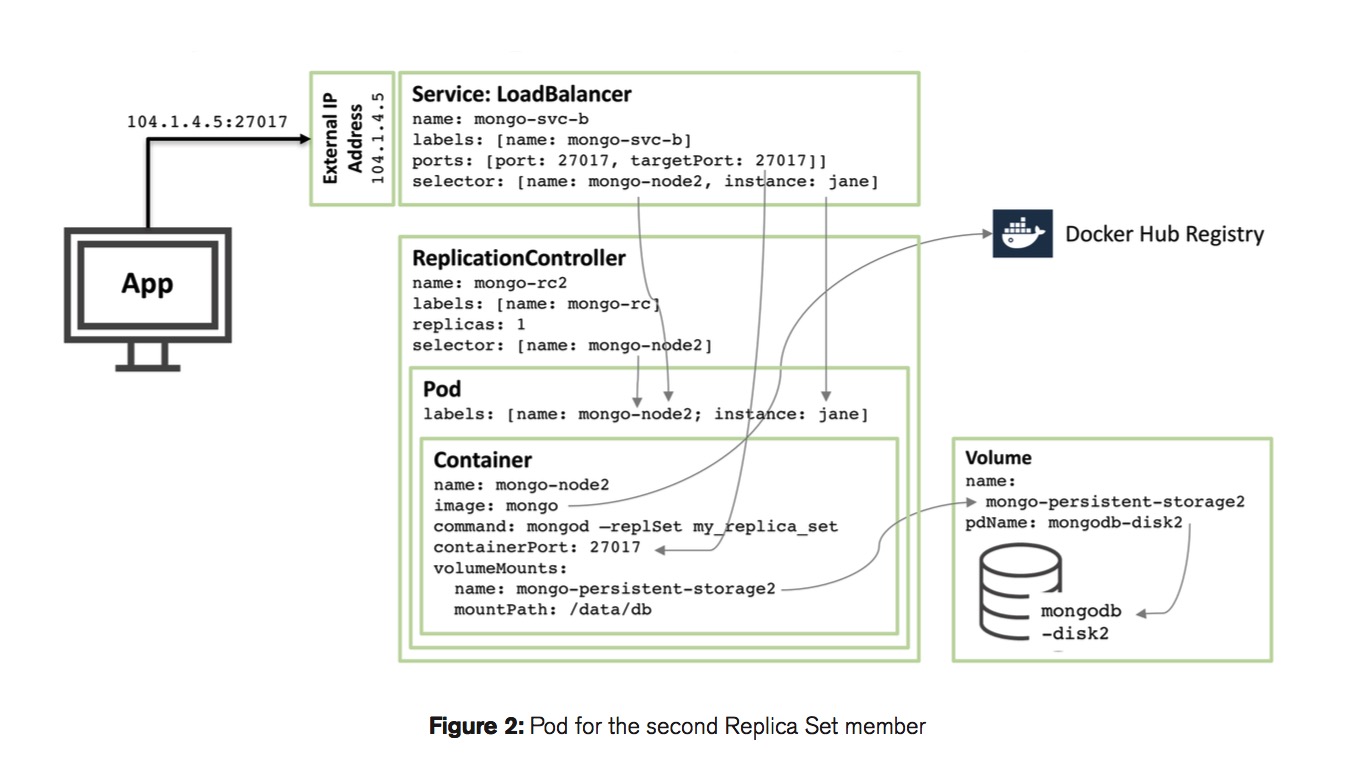 104.1.4.5:27017
External IP
Address
104.1.4.5
Service: LoadBalancer
name: mongo-svc-b
labels: [name: mongo-svc-b]
ports: [port: 27017, targetPort: 27017]]
selector: [name: mongo-node2, instance: jane]
App
Docker Hub Registry
ReplicationController
name: mongo-rc2
labels: [name: mongo-rc]
replicas: 1
selector: [name: mongo-node2]
Pod
labels: [name: mongo-node2; instance: jane]
Container
name: mongo-node2
image: mongo
command: mongod —replSet my_replica_set
containerPort: 27017
volumeMounts:
name: mongo-persistent-storage2
mountPath: /data/db
Volume
name:
mongo-persistent-storage2
pdName: mongodb-disk2
mongodb
-disk2
Figure 2: Pod for the second Replica Set member